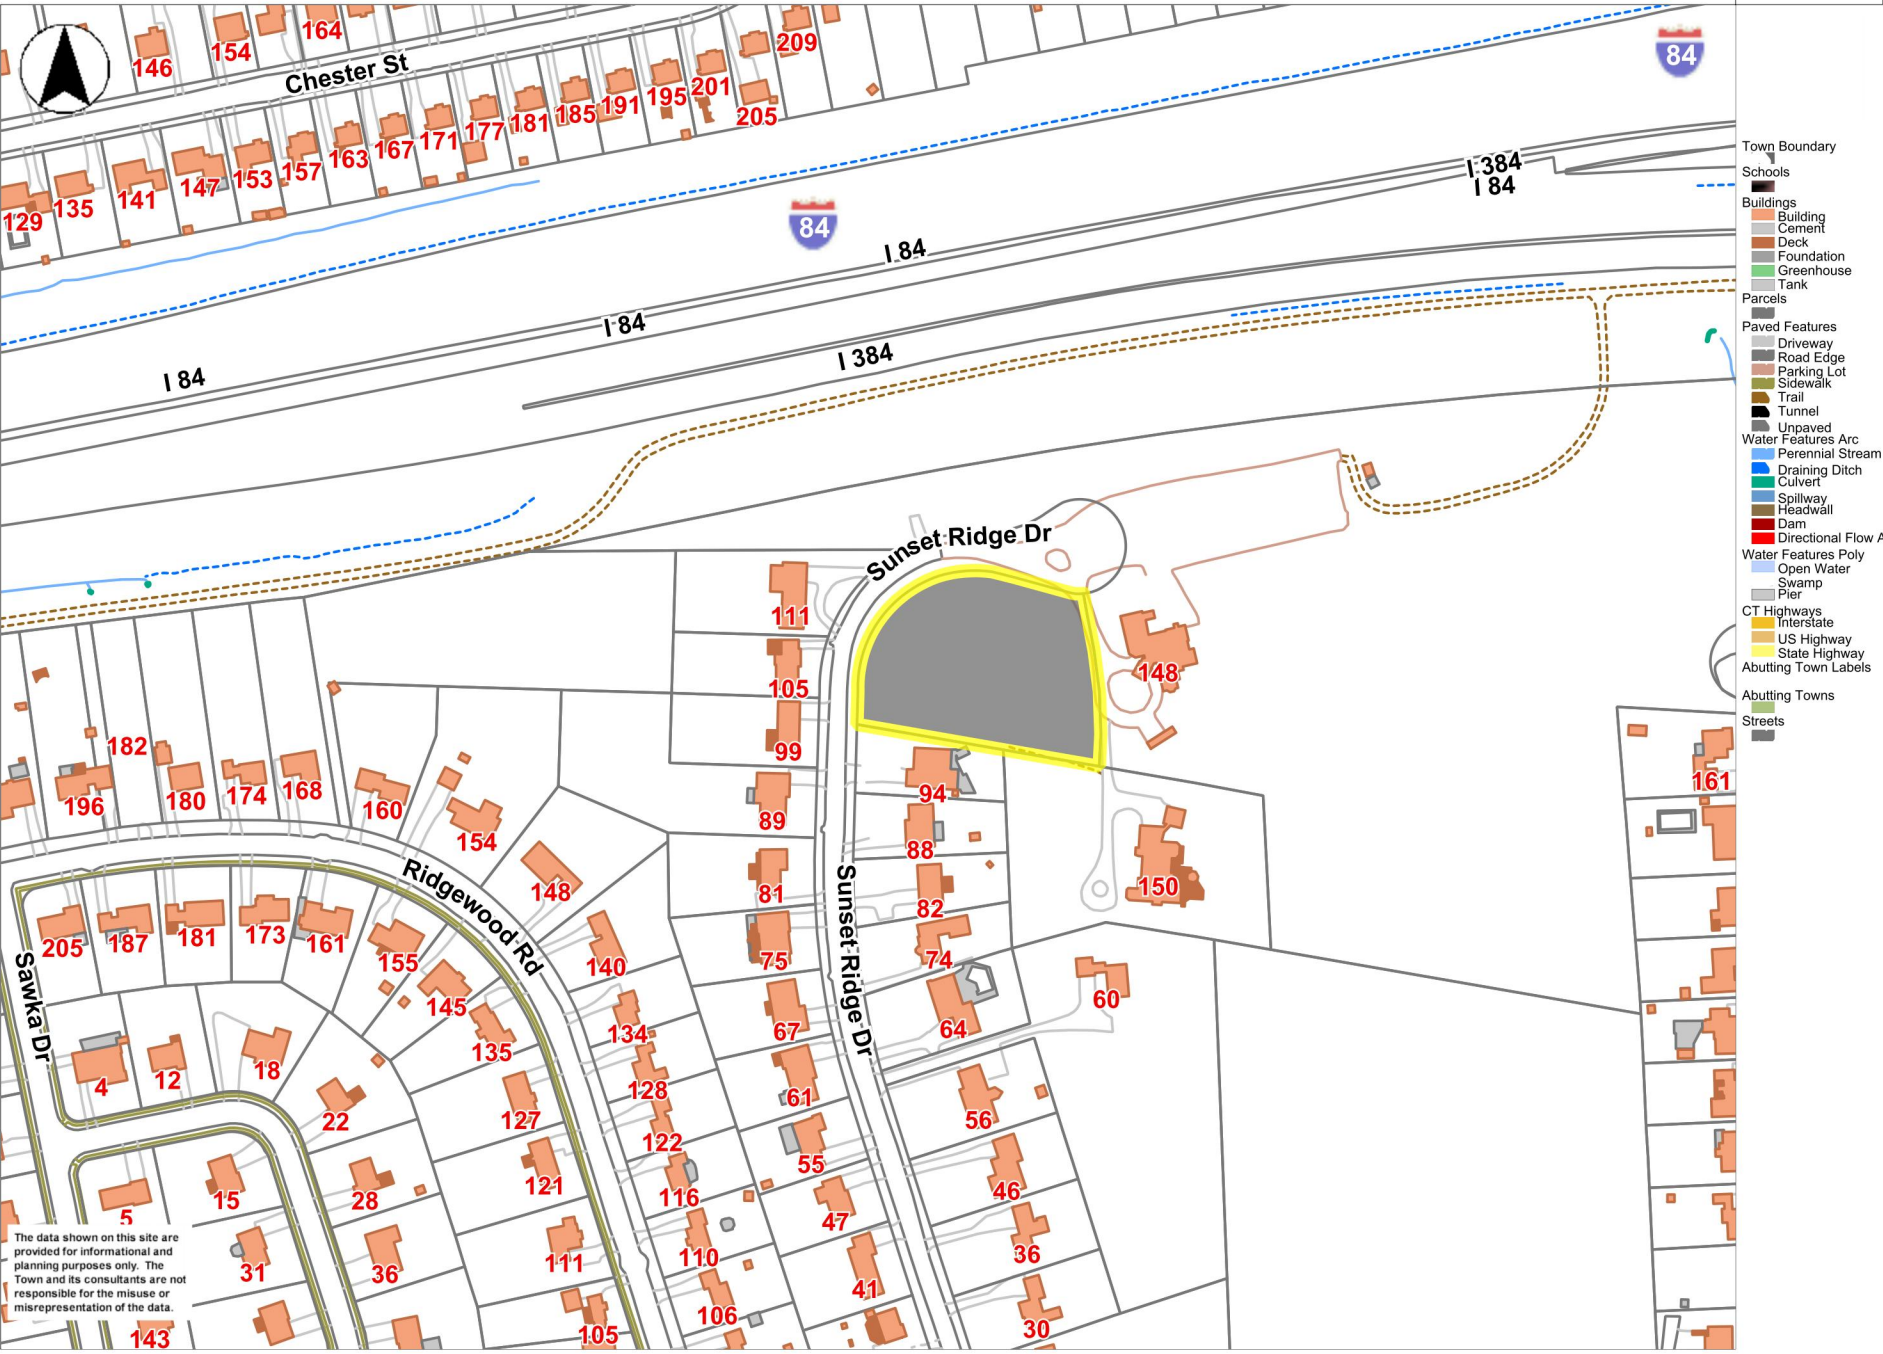 164
154
146
209
Chester St
201
195
191
185
205
181
177
171
167
163
157
153
147
141
135
129
84
84
I 384
I 84
I 84
I 84
I 384
I 84
Sunset Ridge Dr
111
105
148
99
94
89
88
150
81
82
75
74
60
67
64
61
56
55
46
47
36
41
30
Sunset Ridge Dr
182
196
180
174
168
160
154
148
Ridgewood Rd
205
187
181
173
161
155
140
145
134
135
128
127
122
121
116
111
110
106
105
Sawka Dr
4
12
18
22
15
28
5
31
36
143
161
The data shown on this site are
provided for informational and
planning purposes only. The
Town and its consultants are not
responsible for the misuse or
misrepresentation of the data.
Town Boundary
Schools
Buildings
Building
Cement
Deck
Foundation
Greenhouse
Tank
Parcels
Paved Features
Driveway
Road Edge
Parking Lot
Sidewalk
Trail
Tunnel
Unpaved
Water Features Arc
Perennial Stream
Draining Ditch
Culvert
Spillway
Headwall
Dam
Directional Flow A
Water Features Poly
Open Water
Swamp
Pier
CT Highways
Interstate
US Highway
State Highway
Abutting Town Labels
Abutting Towns
Streets